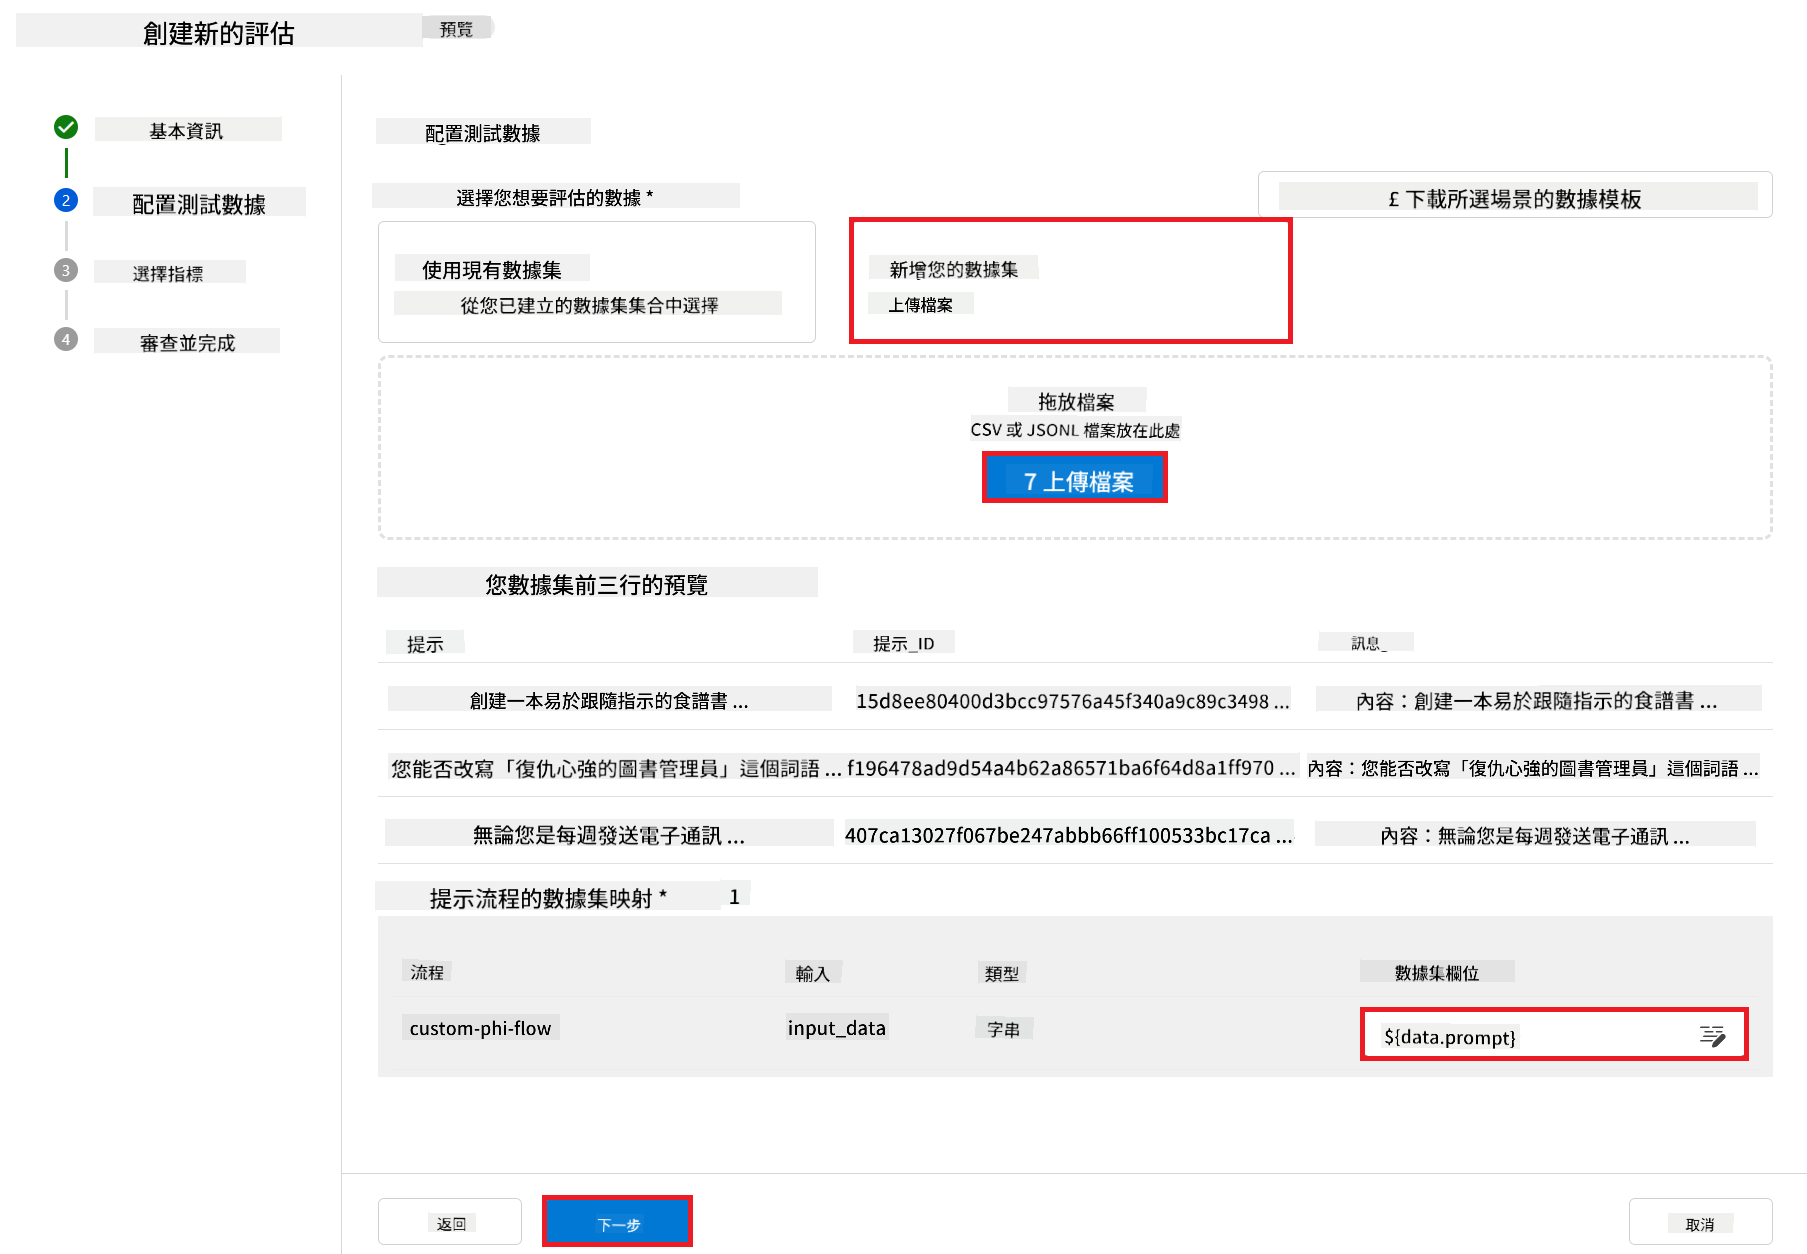 創建新的評估 預覽
基本資訊
2 配置測試數據
3 選擇指標
4 審查並完成
配置測試數據
選擇您想要評估的數據 *
£ 下載所選場景的數據模板
使用現有數據集
從您已建立的數據集集合中選擇
新增您的數據集
上傳檔案
拖放檔案
CSV 或 JSONL 檔案放在此處
7 上傳檔案
您數據集前三行的預覽
提示 提示_ID 訊息_
創建一本易於跟隨指示的食譜書 ... 15d8ee80400d3bcc97576a45f340a9c89c3498 ... 內容：創建一本易於跟隨指示的食譜書 ...
您能否改寫「復仇心強的圖書管理員」這個詞語 ... f196478ad9d54a4b62a86571ba6f64d8a1ff970 ... 內容：您能否改寫「復仇心強的圖書管理員」這個詞語 ...
無論您是每週發送電子通訊 ... 407ca13027f067be247abbb66ff100533bc17ca ... 內容：無論您是每週發送電子通訊 ...
提示流程的數據集映射 * 1
流程 輸入 類型 數據集欄位
custom-phi-flow input_data 字串 ${data.prompt}
返回 下一步 取消